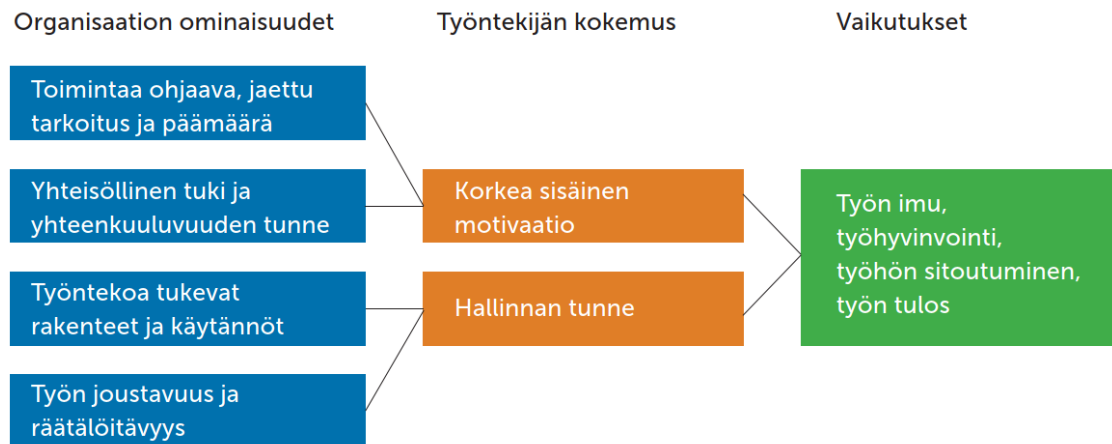 Organisaation ominaisuudet
Työntekijän kokemus
Vaikutukset
Toimintaa ohjaava, jaettu
tarkoitus ja päämäärä
Yhteisöllinen tuki ja
yhteenkuuluvuuden tunne
Työntekoa tukevat
rakenteet ja käytännöt
Työn joustavuus ja
räätälöitävyys
Korkea sisäinen
motivaatio
Hallinnan tunne
Työn imu,
työhyvinvointi,
työhön sitoutuminen,
työn tulos